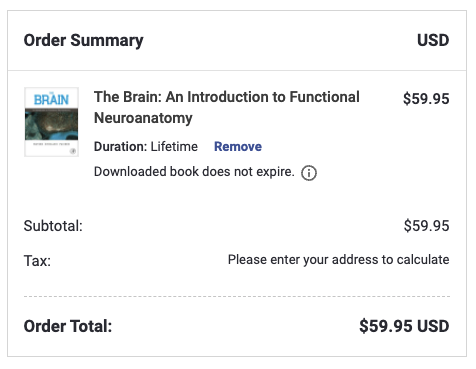 Order Summary USD
BRAIN
The Brain: An Introduction to Functional $59.95
Neuroanatomy
Duration: Lifetime Remove
Downloaded book does not expire.
Subtotal: $59.95
Tax: Please enter your address to calculate
Order Total: $59.95 USD